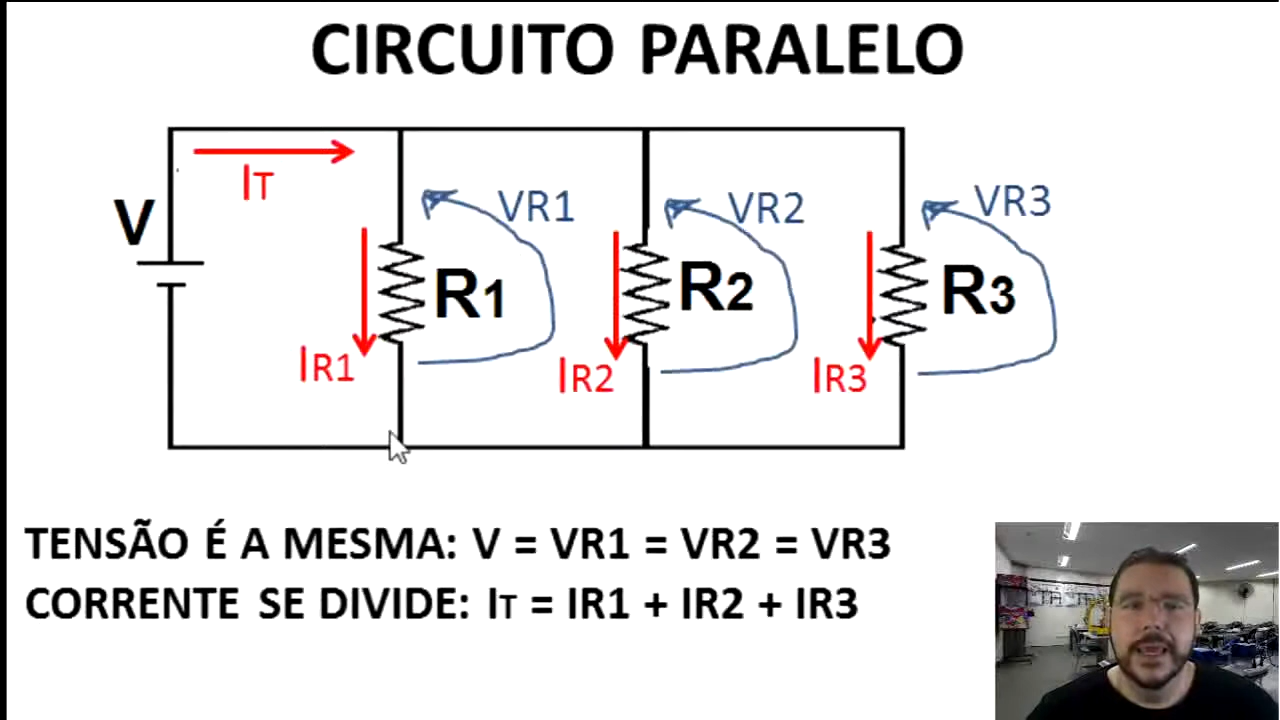 CIRCUITO PARALELO
IT
V
VR1
VR2
VR3
R1
R2
R3
IR1
IR2
IR3
TENSÃO É A MESMA: V = VR1 = VR2 = VR3
CORRENTE SE DIVIDE: IT = IR1 + IR2 + IR3